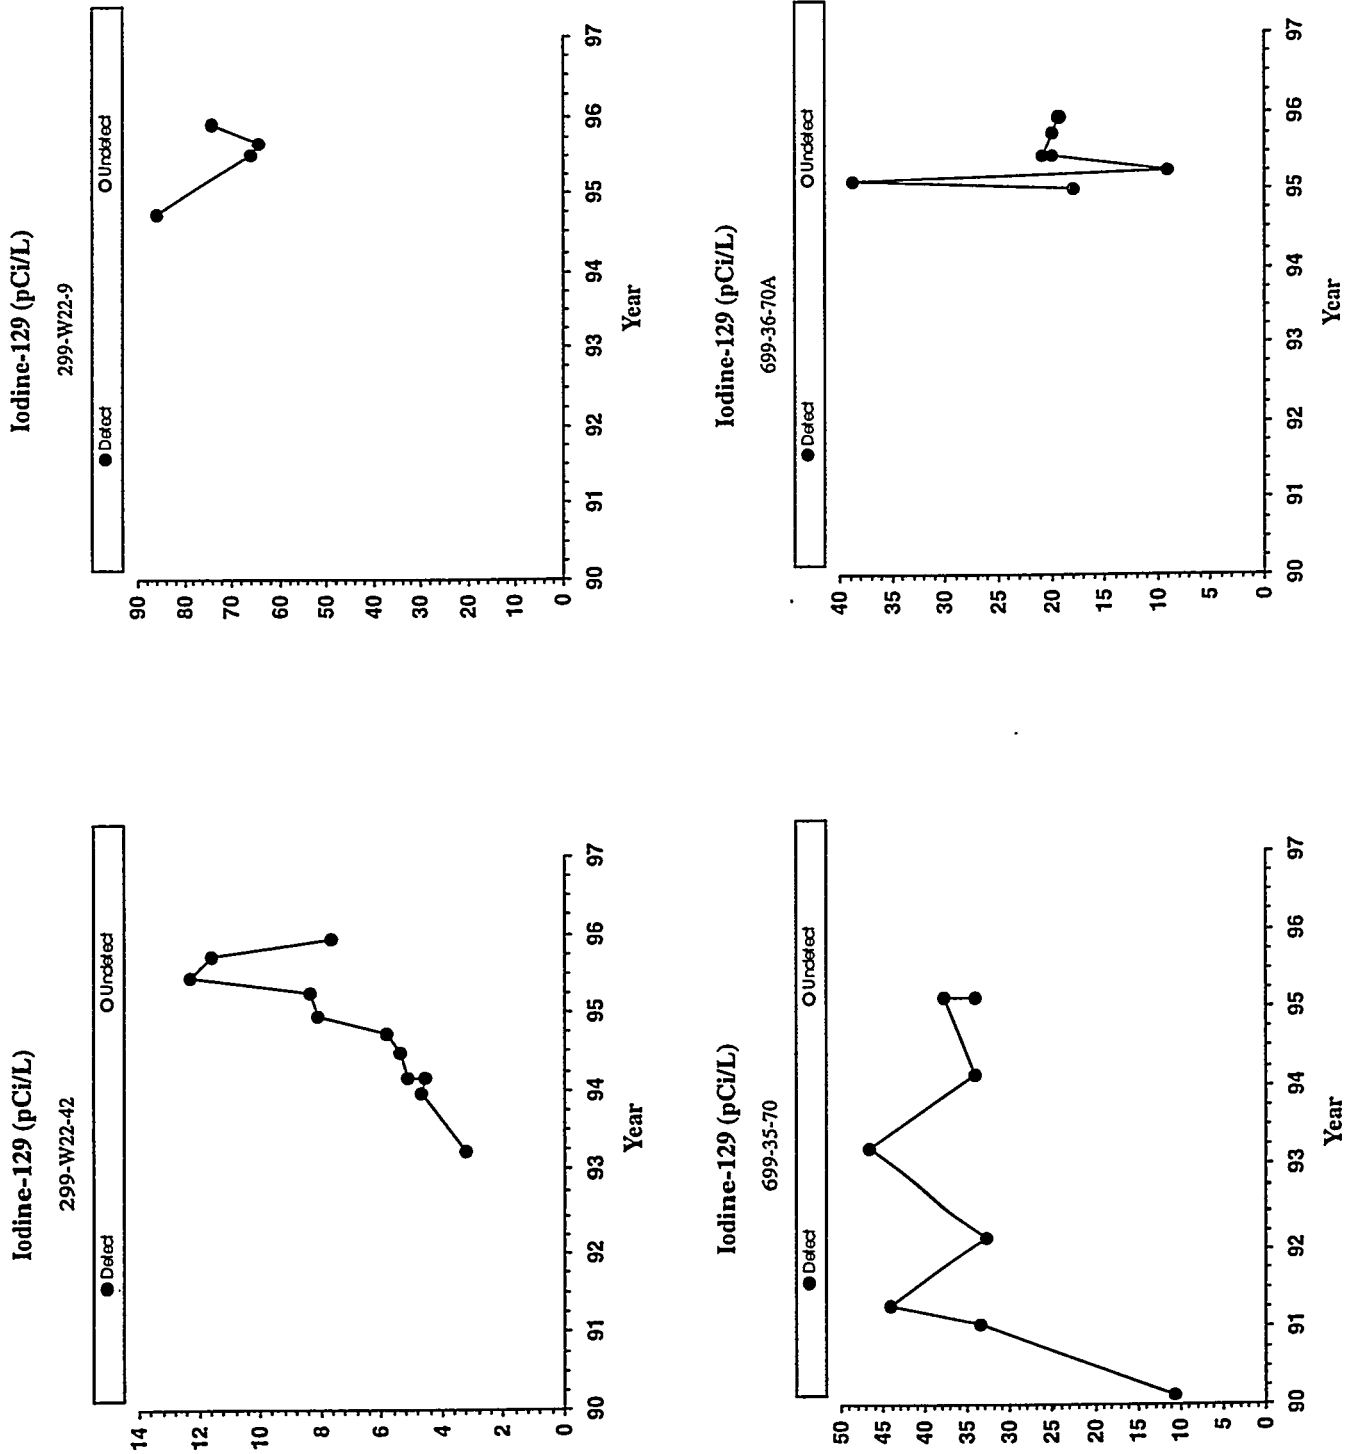 Iodine-129 (pCi/L)
299-W22-42
● Detect ○ Undetect
14
12
10
8
6
4
2
0
90 91 92 93 94 95 96 97
Year
Iodine-129 (pCi/L)
299-W22-9
● Detect ○ Undetect
90
80
70
60
50
40
30
20
10
0
90 91 92 93 94 95 96 97
Year
Iodine-129 (pCi/L)
699-35-70
● Detect ○ Undetect
50
45
40
35
30
25
20
15
10
5
0
90 91 92 93 94 95 96 97
Year
Iodine-129 (pCi/L)
699-36-70A
● Detect ○ Undetect
40
35
30
25
20
15
10
5
0
90 91 92 93 94 95 96 97
Year